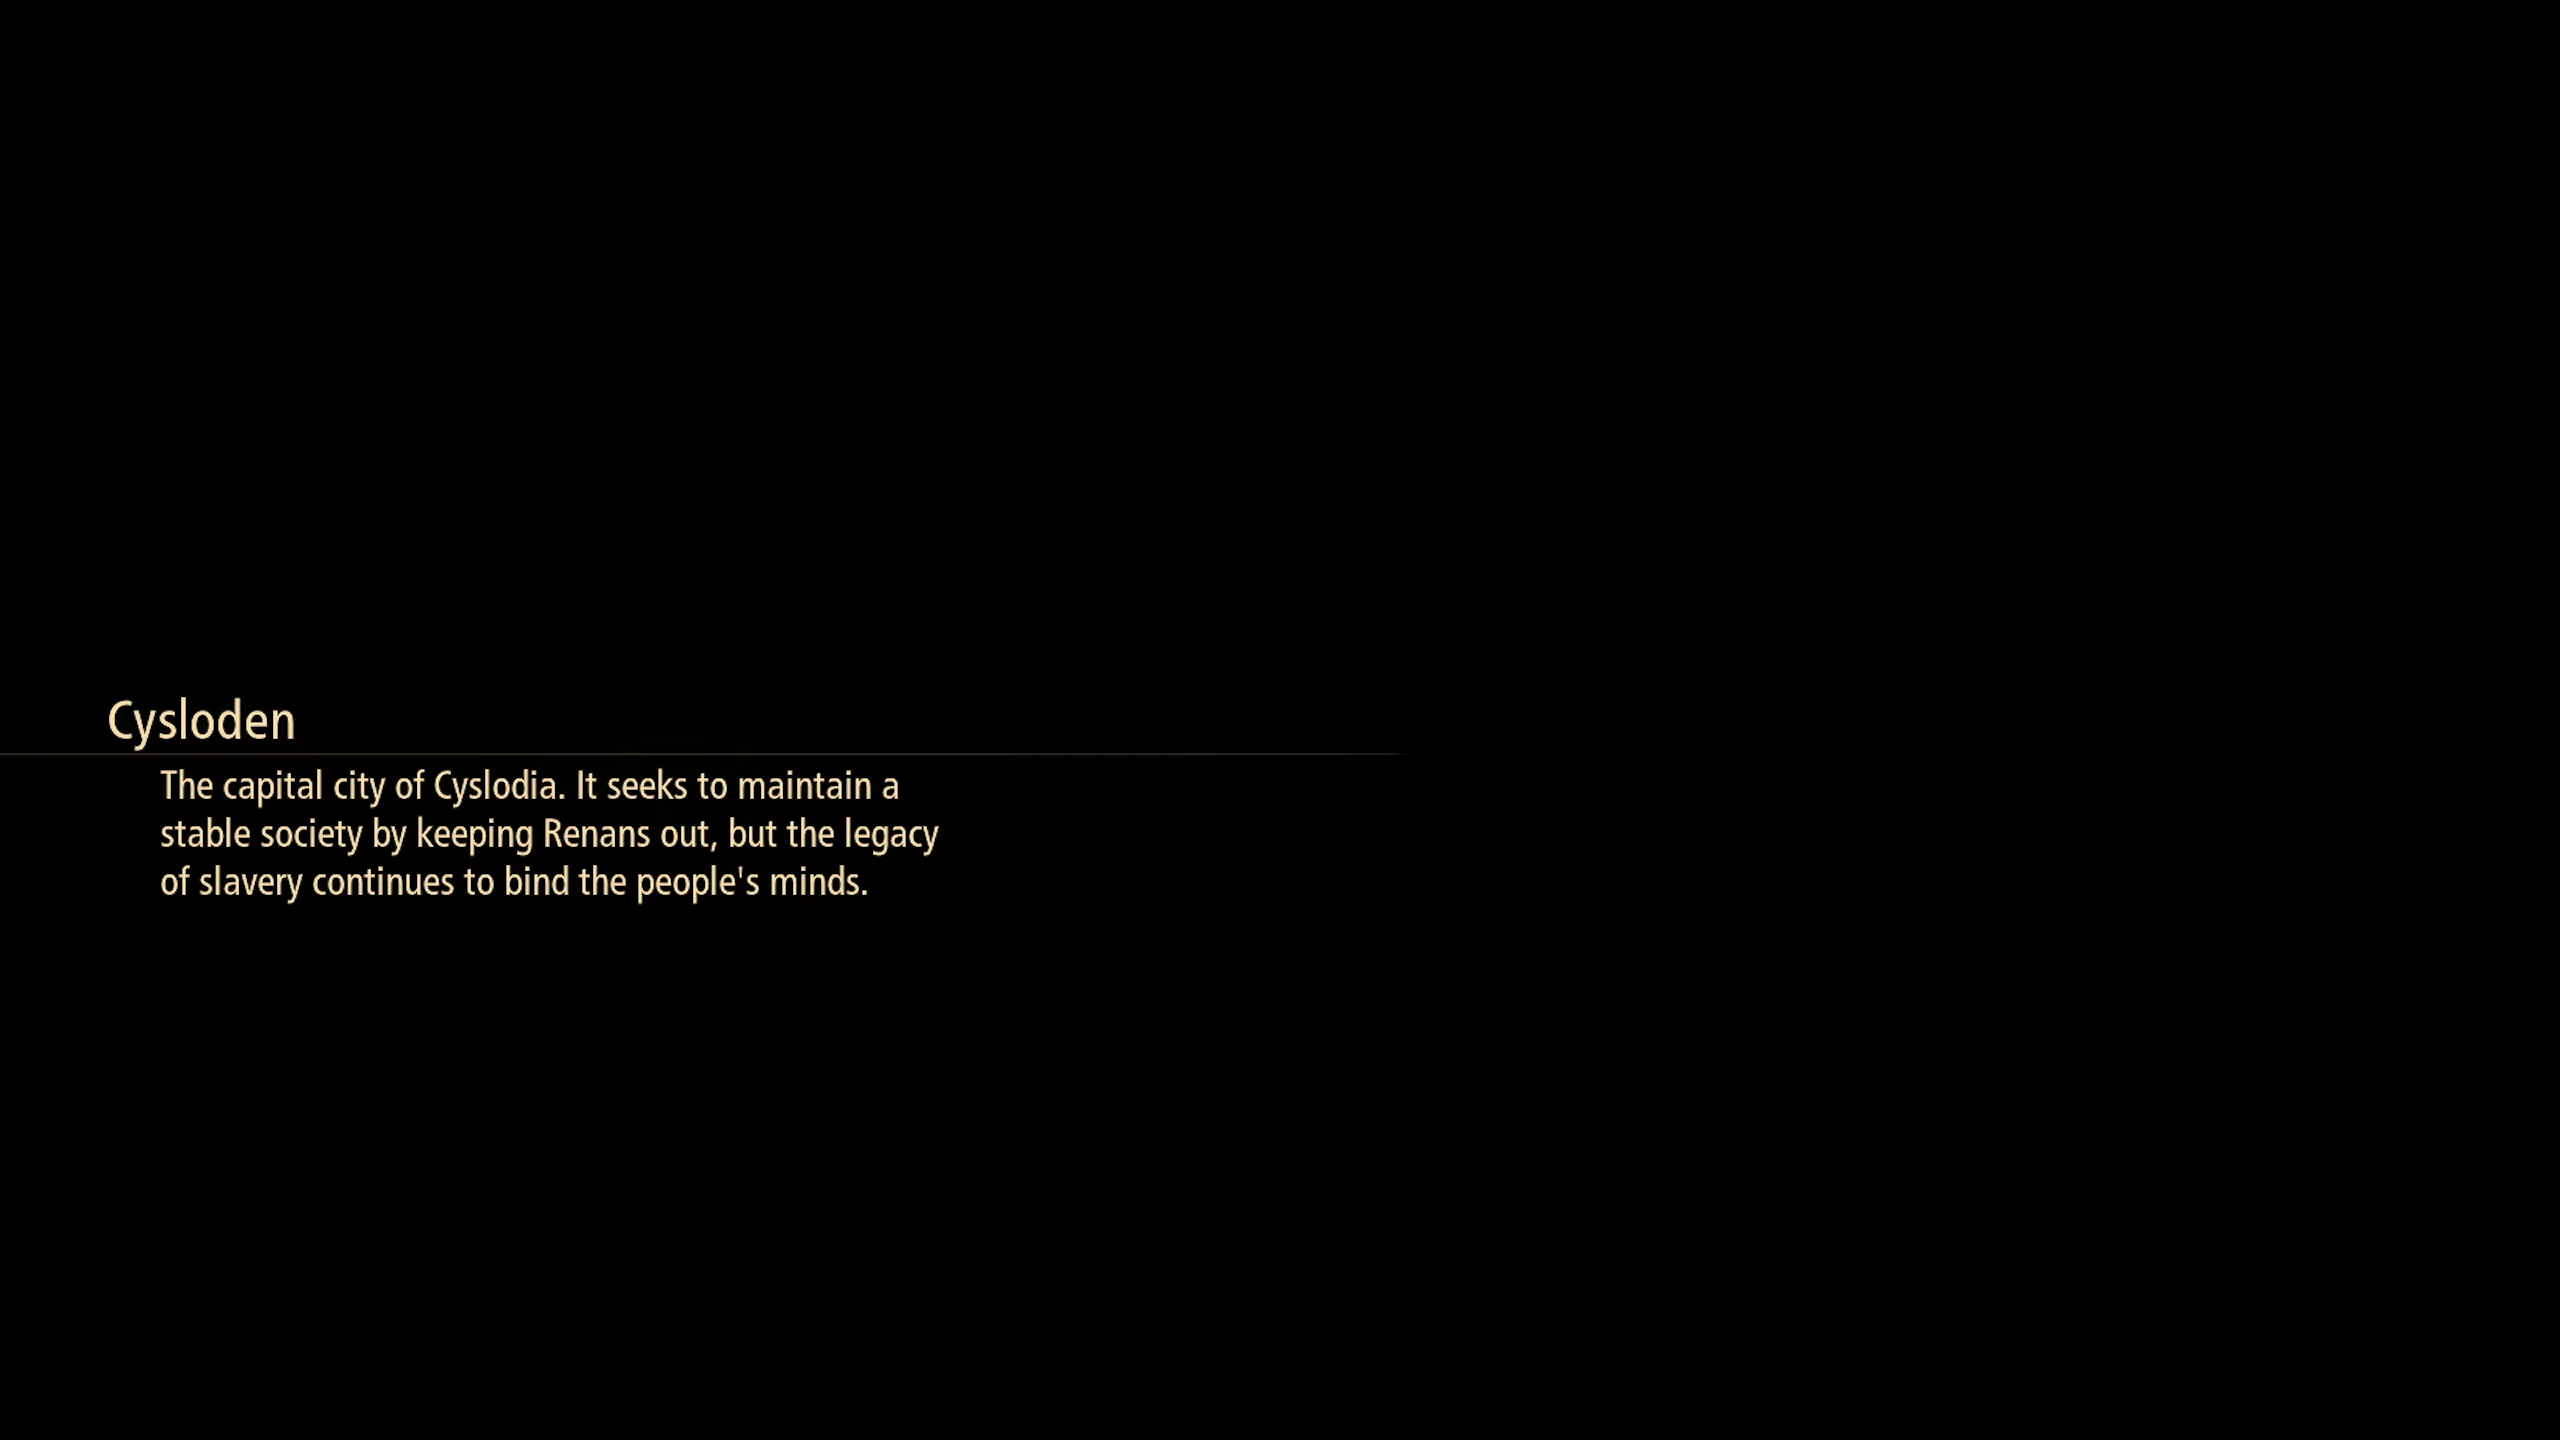 Cysloden
The capital city of Cyslodia. It seeks to maintain a
stable society by keeping Renans out, but the legacy
of slavery continues to bind the people's minds.